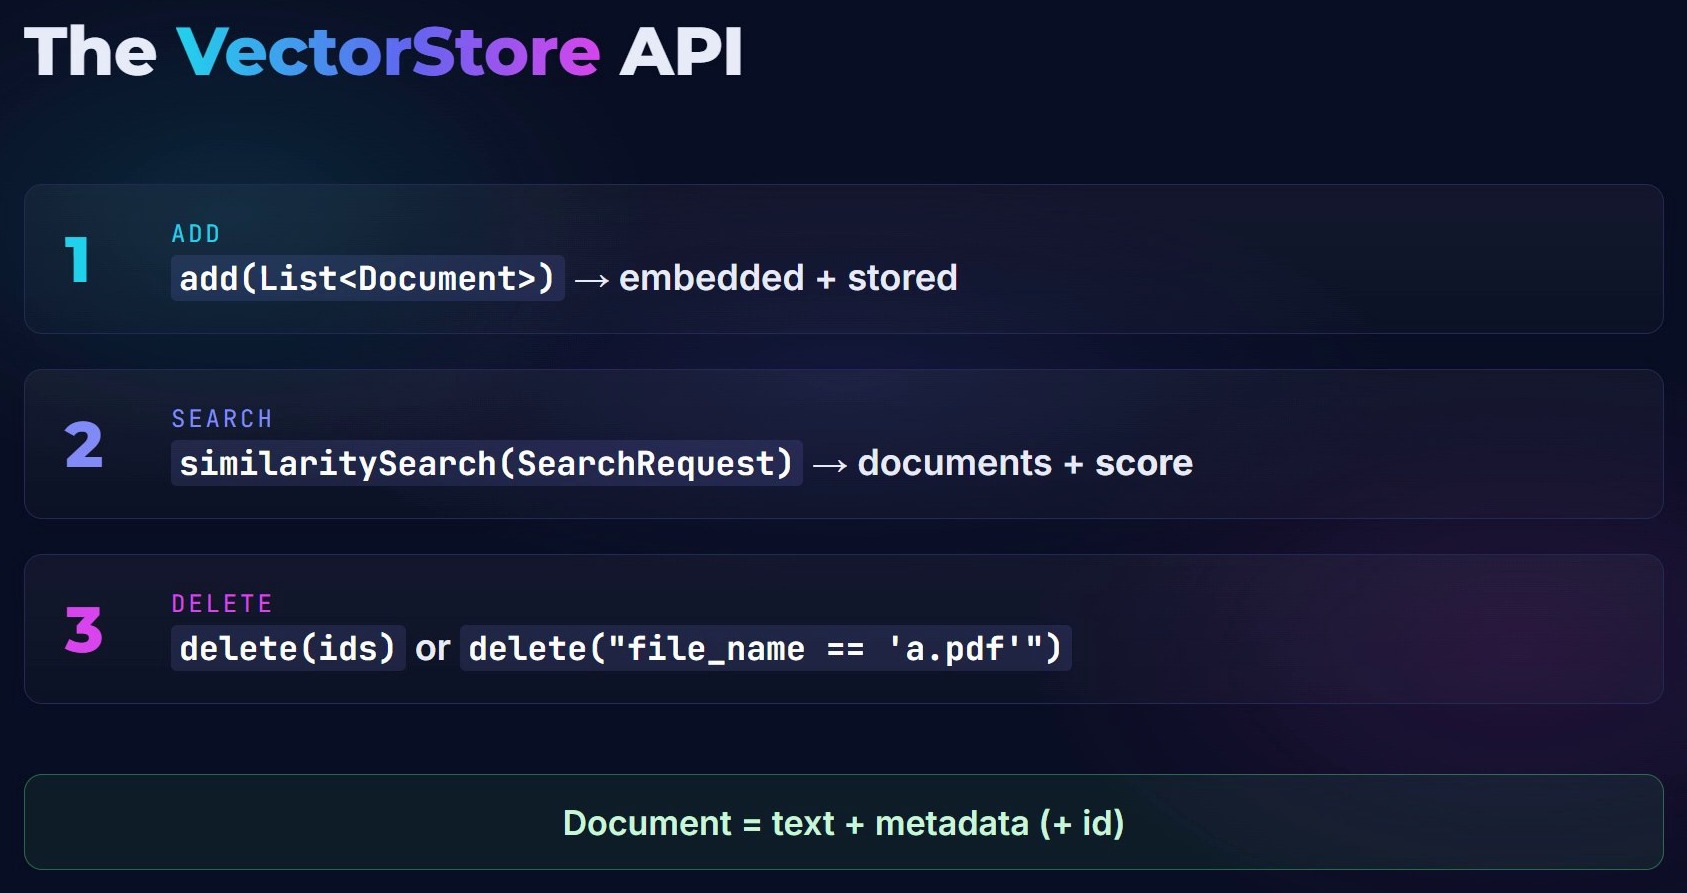 The VectorStore API
1
ADD
add(List<Document>) → embedded + stored
2
SEARCH
similaritySearch(SearchRequest) → documents + score
3
DELETE
delete(ids) or delete("file_name == 'a.pdf'")
Document = text + metadata (+ id)